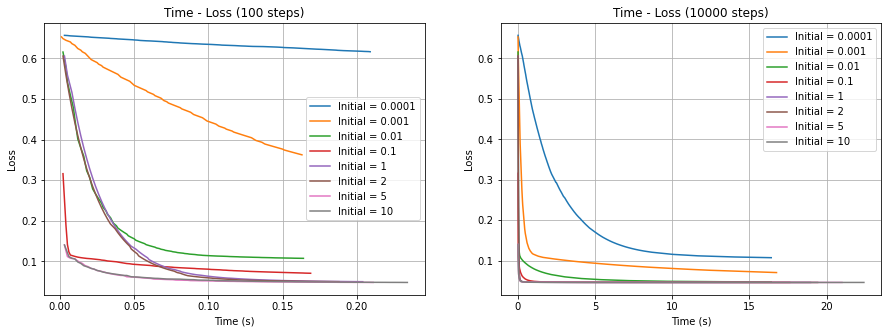 Time - Loss (100 steps)
Loss
0.6
0.5
0.4
0.3
0.2
0.1
Initial = 0.0001
Initial = 0.001
Initial = 0.01
Initial = 0.1
Initial = 1
Initial = 2
Initial = 5
Initial = 10
0.00 0.05 0.10 0.15 0.20
Time (s)
Time - Loss (10000 steps)
Loss
0.6
0.5
0.4
0.3
0.2
0.1
Initial = 0.0001
Initial = 0.001
Initial = 0.01
Initial = 0.1
Initial = 1
Initial = 2
Initial = 5
Initial = 10
0 5 10 15 20
Time (s)